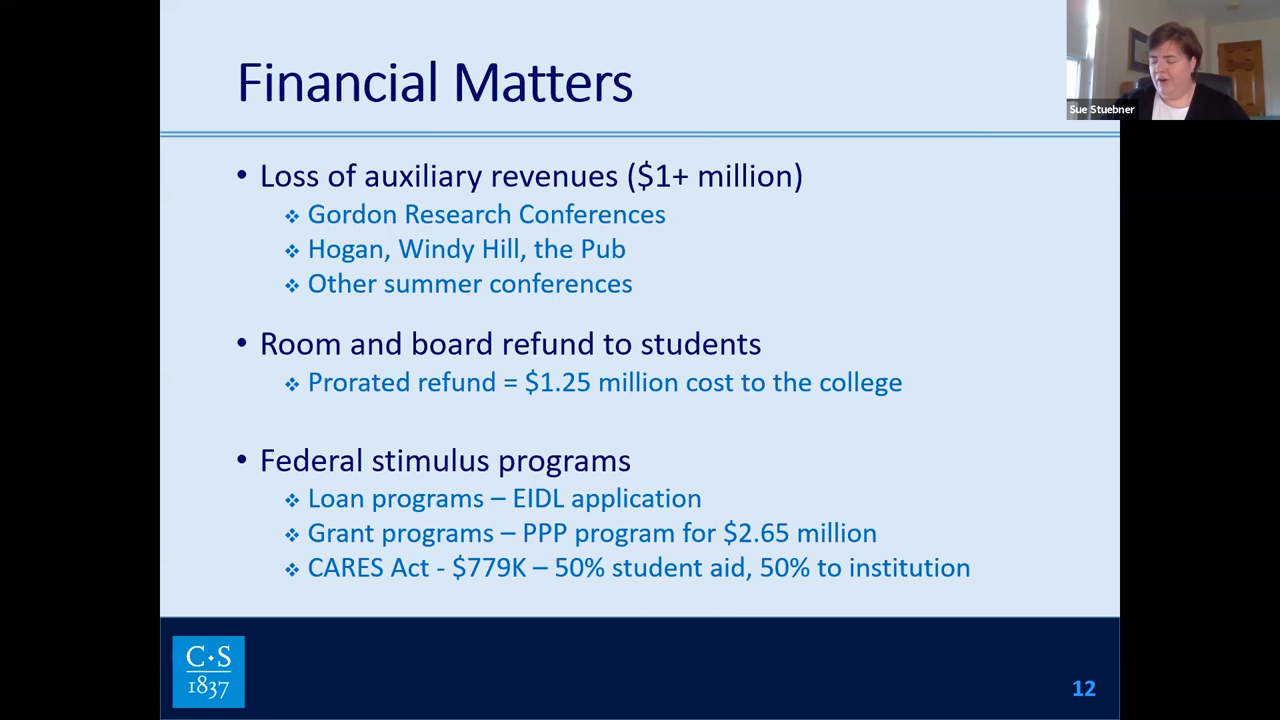 Financial Matters
Sue Stuebner
• Loss of auxiliary revenues ($1+ million)
❖ Gordon Research Conferences
❖ Hogan, Windy Hill, the Pub
❖ Other summer conferences
• Room and board refund to students
❖ Prorated refund = $1.25 million cost to the college
• Federal stimulus programs
❖ Loan programs – EIDL application
❖ Grant programs – PPP program for $2.65 million
❖ CARES Act - $779K – 50% student aid, 50% to institution
C•S
1837
12